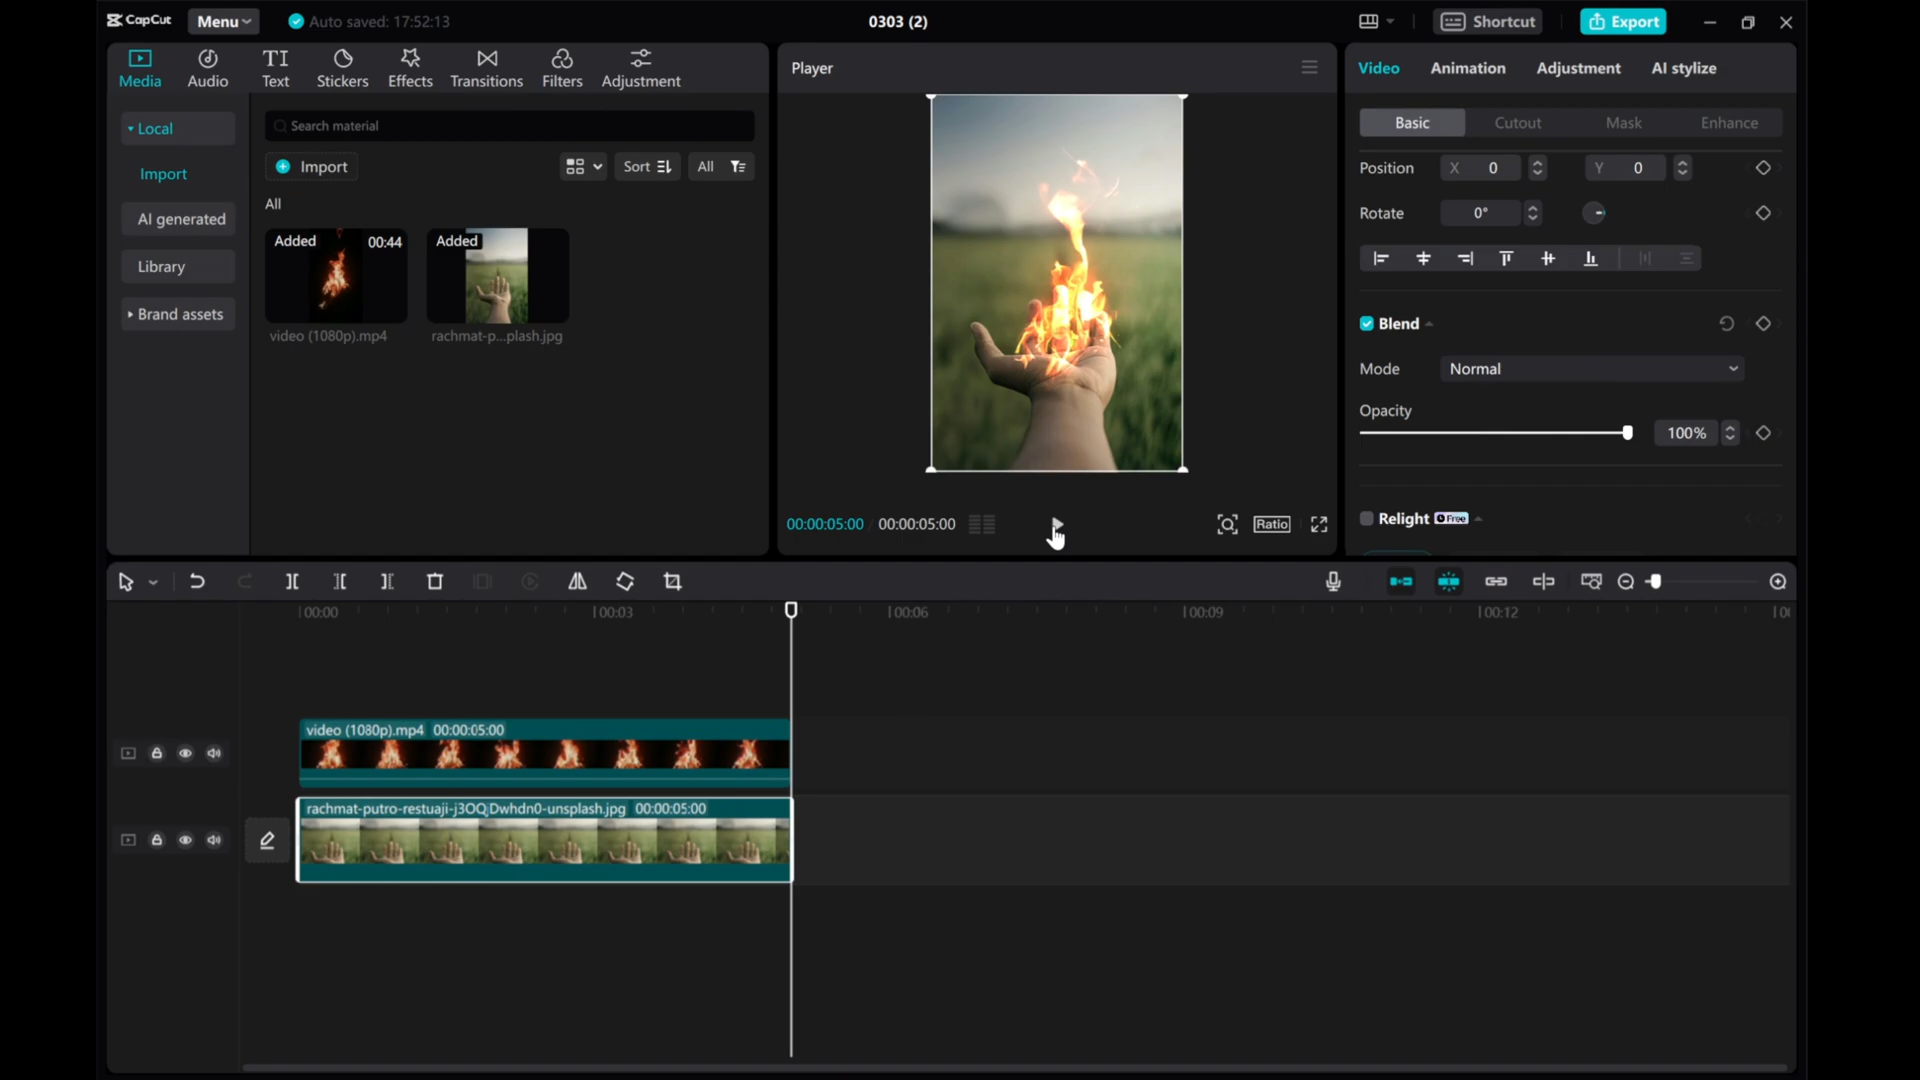 CapCut
Menu
Auto saved: 17:52:13
0303 (2)
Shortcut
Export
Media
Audio
TI
Text
Stickers
Effects
Transitions
Filters
Adjustment
Local
Import
AI generated
Library
Brand assets
Search material
Import
Sort
All
All
Added
00:44
video (1080p).mp4
Added
rachmat-p...plash.jpg
Player
00:00:05:00
00:00:05:00
Ratio
Video
Animation
Adjustment
AI stylize
Basic
Cutout
Mask
Enhance
Position
X 0
Y 0
Rotate
0°
Blend
Mode
Normal
Opacity
100%
Relight
Free
00:00
00:03
00:06
00:09
00:12
video (1080p).mp4 00:00:05:00
rachmat-putro-restuaji-j3OQjDwhdn0-unsplash.jpg 00:00:05:00